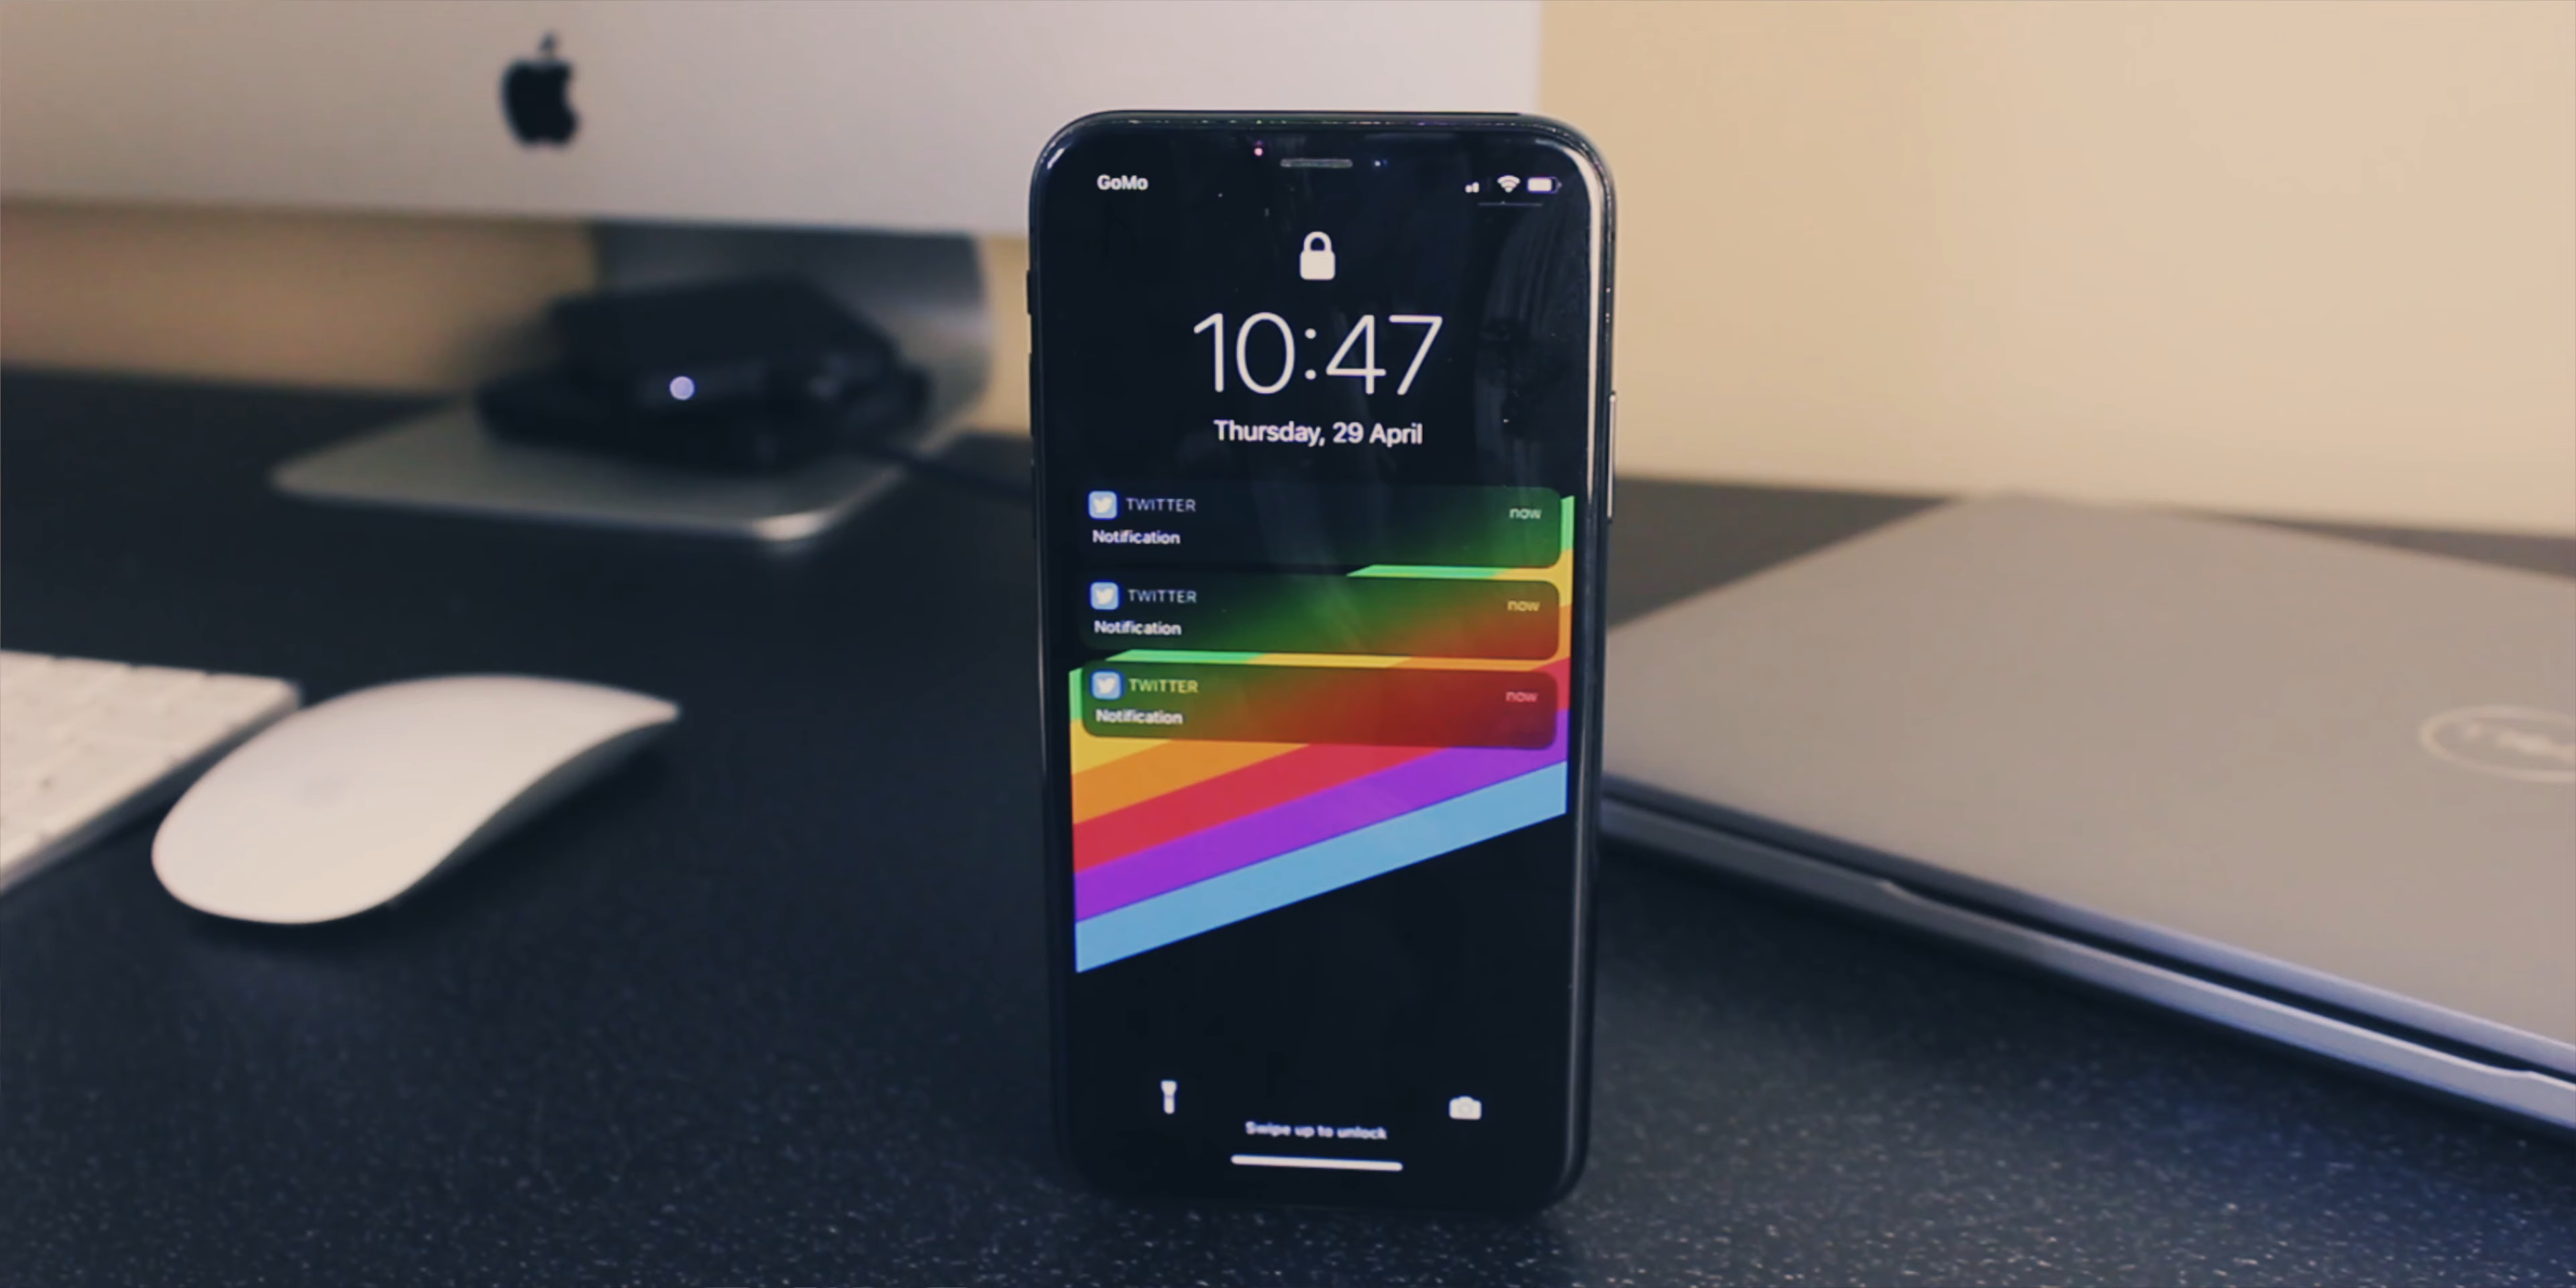 GoMo
10:47
Thursday, 29 April
TWITTER
now
Notification
TWITTER
now
Notification
TWITTER
now
Notification
Swipe up to unlock